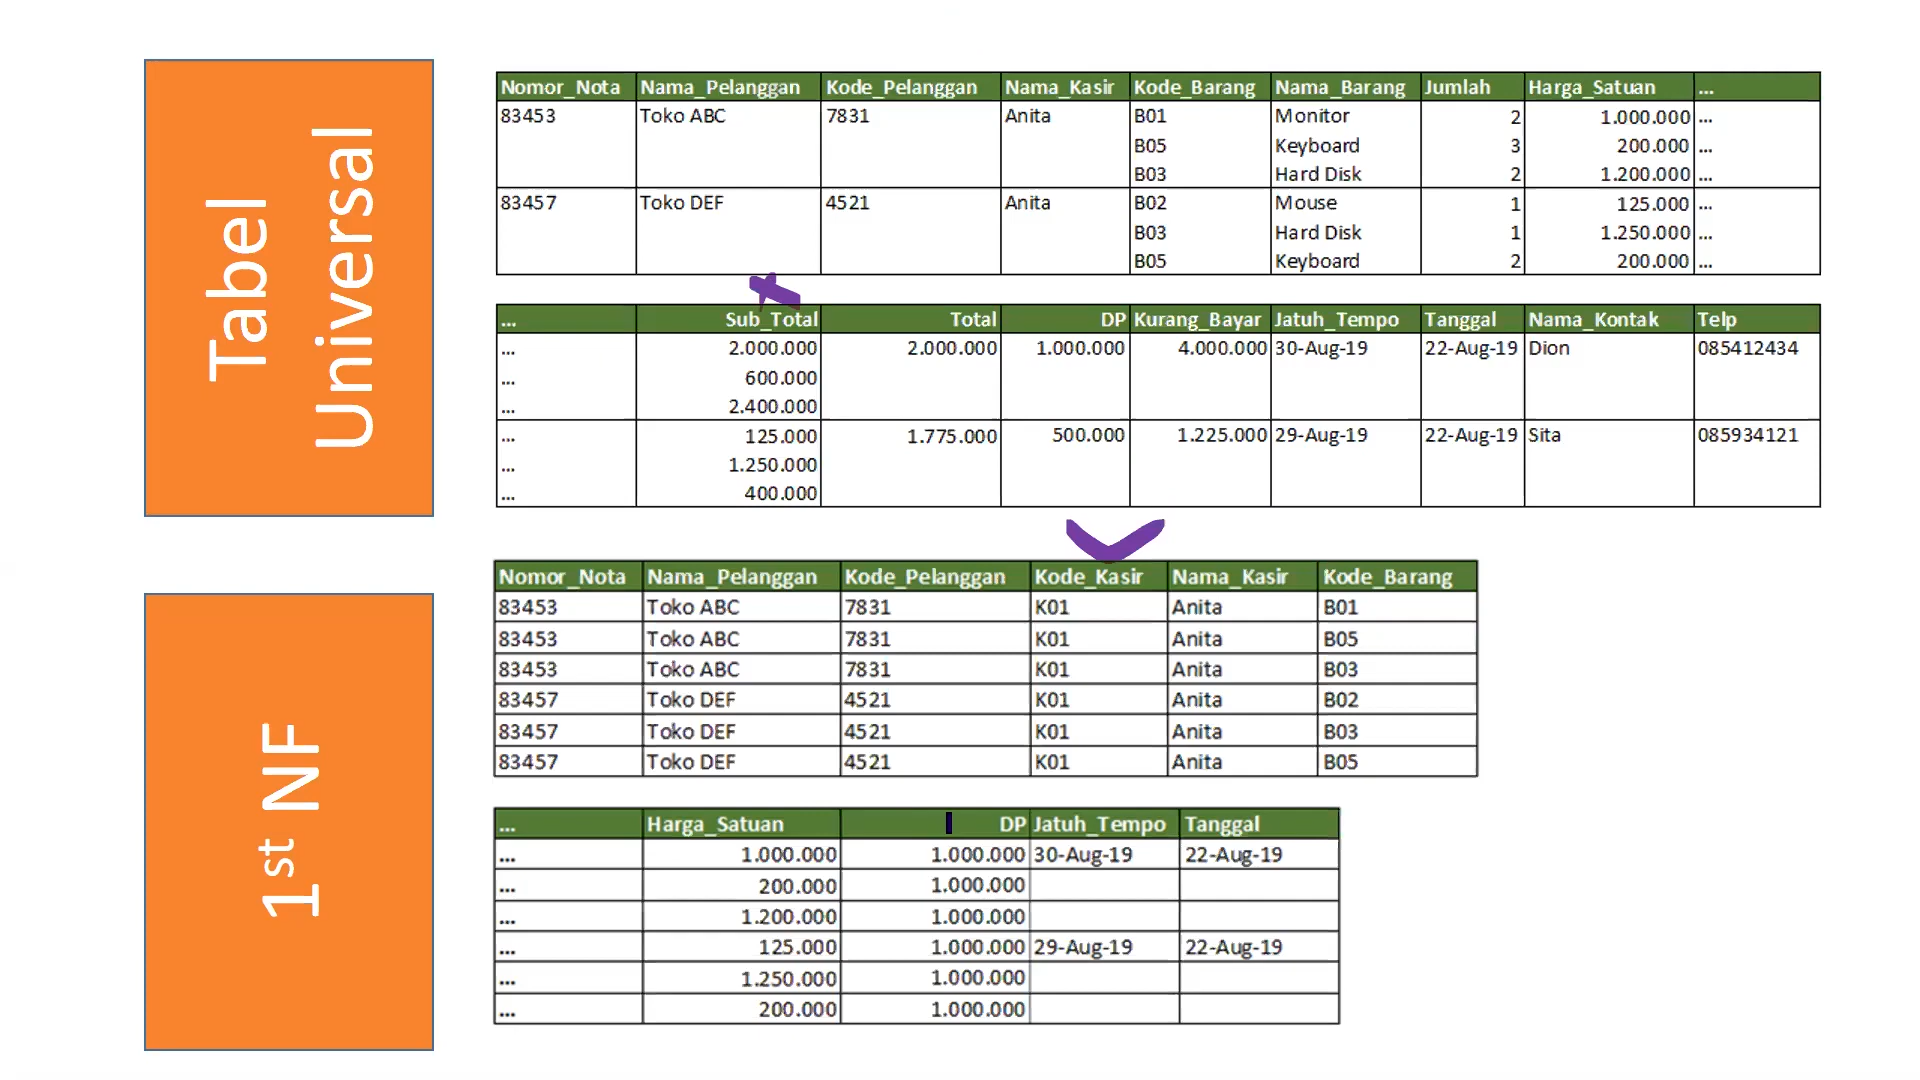 Tabel
Universal
Nomor_Nota Nama_Pelanggan Kode_Pelanggan Nama_Kasir Kode_Barang Nama_Barang Jumlah Harga_Satuan ...
83453 Toko ABC 7831 Anita B01 Monitor 2 1.000.000 ...
B05 Keyboard 3 200.000 ...
B03 Hard Disk 2 1.200.000 ...
83457 Toko DEF 4521 Anita B02 Mouse 1 125.000 ...
B03 Hard Disk 1 1.250.000 ...
B05 Keyboard 2 200.000 ...
... Sub_Total Total DP Kurang_Bayar Jatuh_Tempo Tanggal Nama_Kontak Telp
... 2.000.000 2.000.000 1.000.000 4.000.000 30-Aug-19 22-Aug-19 Dion 085412434
... 600.000
... 2.400.000
... 125.000 1.775.000 500.000 1.225.000 29-Aug-19 22-Aug-19 Sita 085934121
... 1.250.000
... 400.000
1st NF
Nomor_Nota Nama_Pelanggan Kode_Pelanggan Kode_Kasir Nama_Kasir Kode_Barang
83453 Toko ABC 7831 K01 Anita B01
83453 Toko ABC 7831 K01 Anita B05
83453 Toko ABC 7831 K01 Anita B03
83457 Toko DEF 4521 K01 Anita B02
83457 Toko DEF 4521 K01 Anita B03
83457 Toko DEF 4521 K01 Anita B05
... Harga_Satuan DP Jatuh_Tempo Tanggal
... 1.000.000 1.000.000 30-Aug-19 22-Aug-19
... 200.000 1.000.000
... 1.200.000 1.000.000
... 125.000 1.000.000 29-Aug-19 22-Aug-19
... 1.250.000 1.000.000
... 200.000 1.000.000